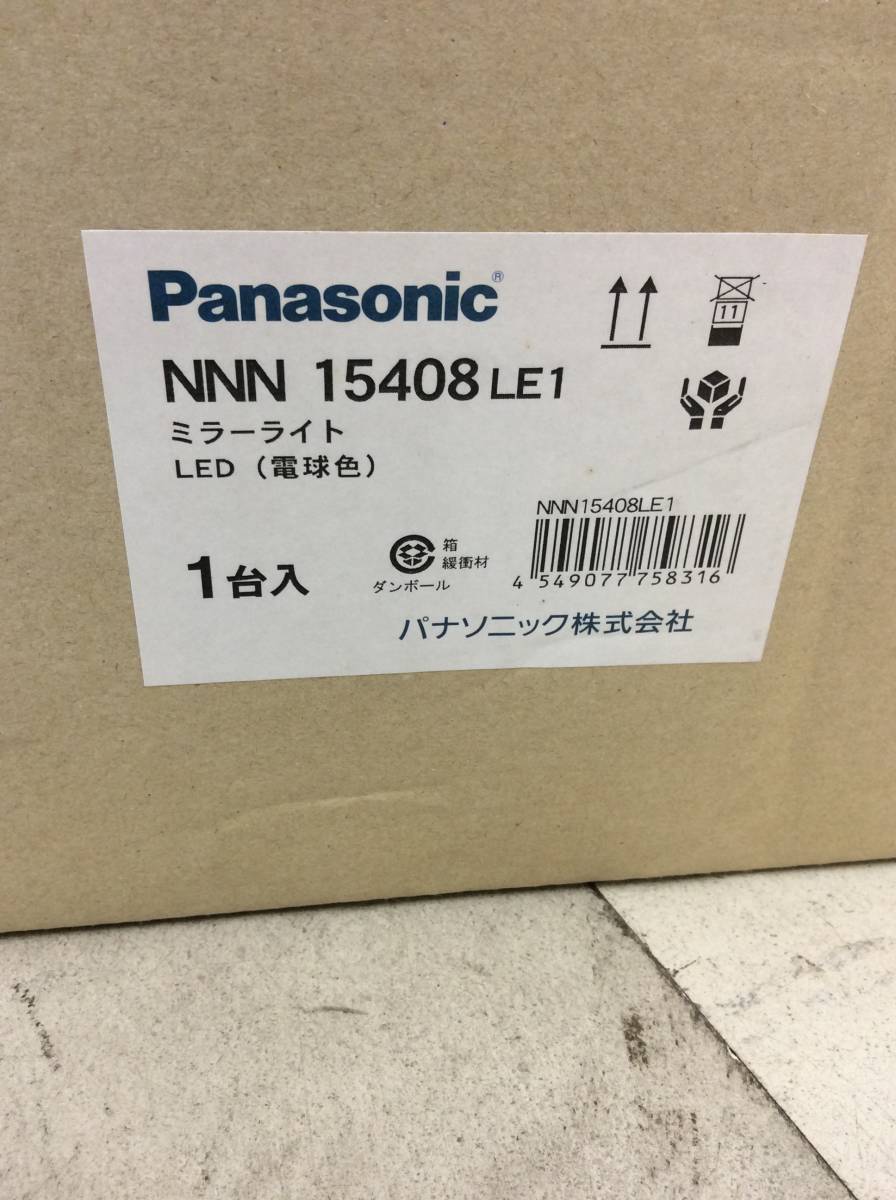 Panasonic®
NNN 15408 LE1
11
ミラーライト
LED（電球色）
NNN15408LE1
1台入
箱
緩衝材
ダンボール
4 549077 758316
パナソニック株式会社